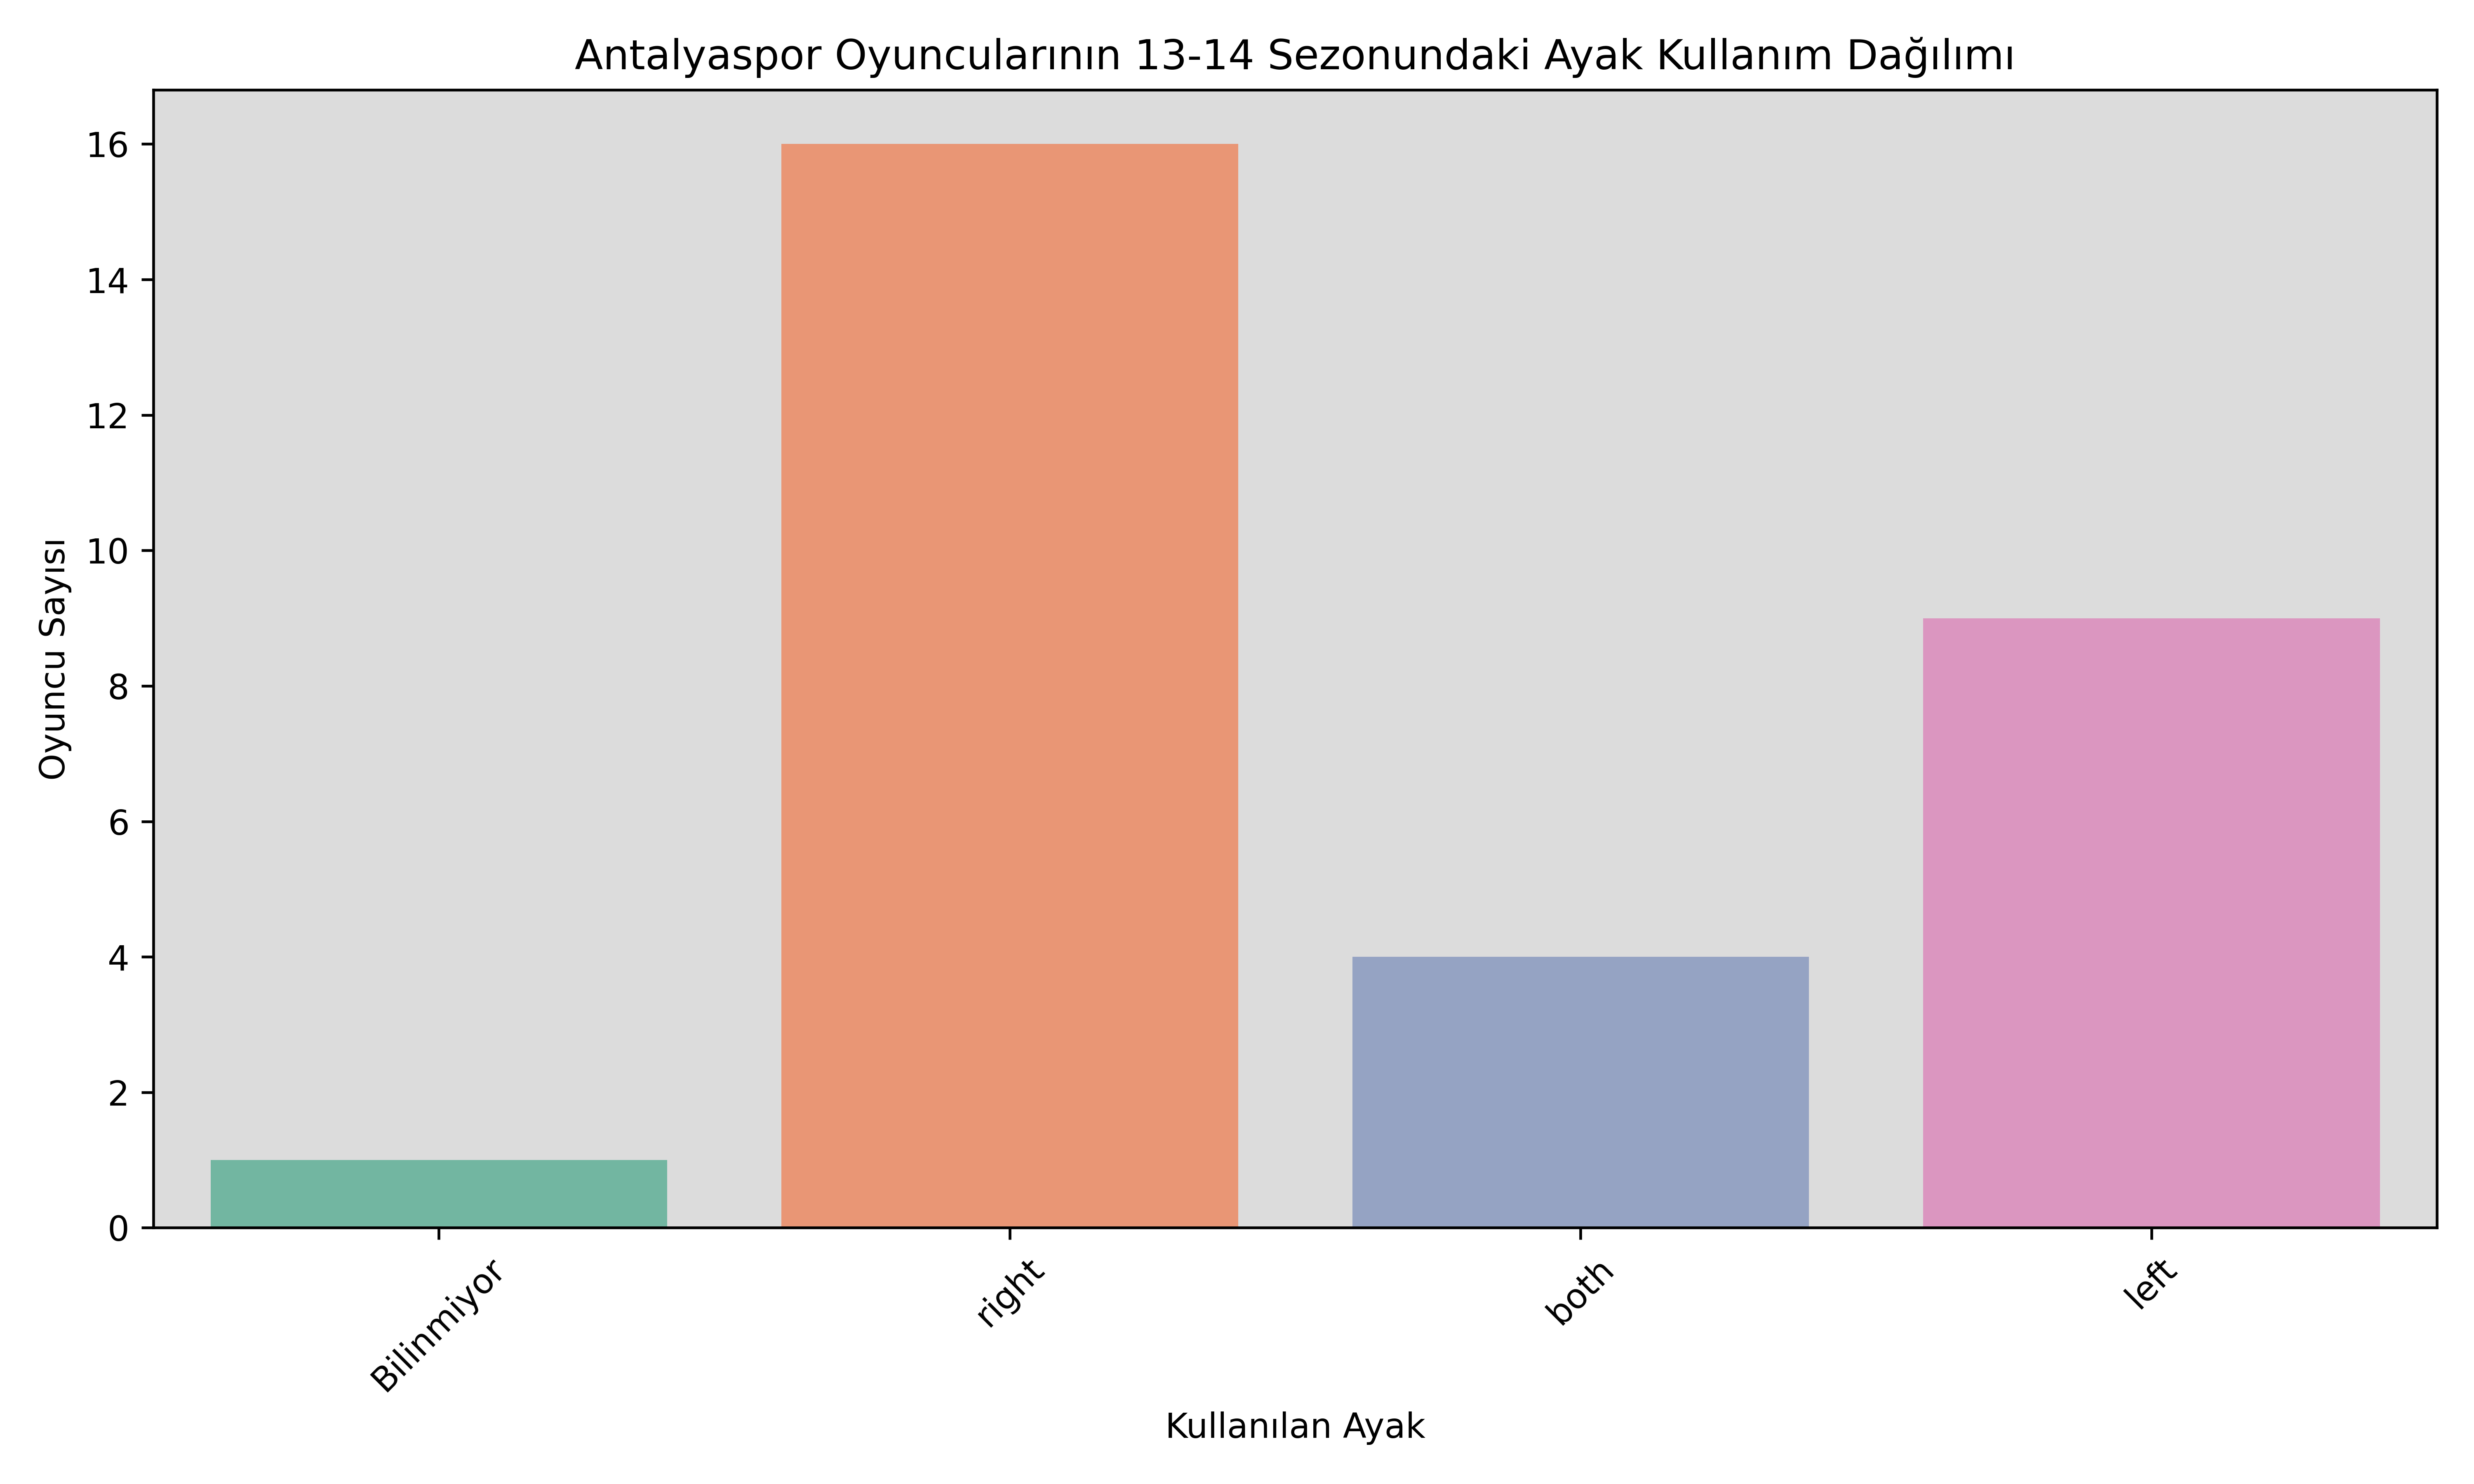 Antalyaspor Oyuncularının 13-14 Sezonundaki Ayak Kullanım Dağılımı
Oyuncu Sayısı
16
14
12
10
8
6
4
2
0
Bilinmiyor
right
both
left
Kullanılan Ayak